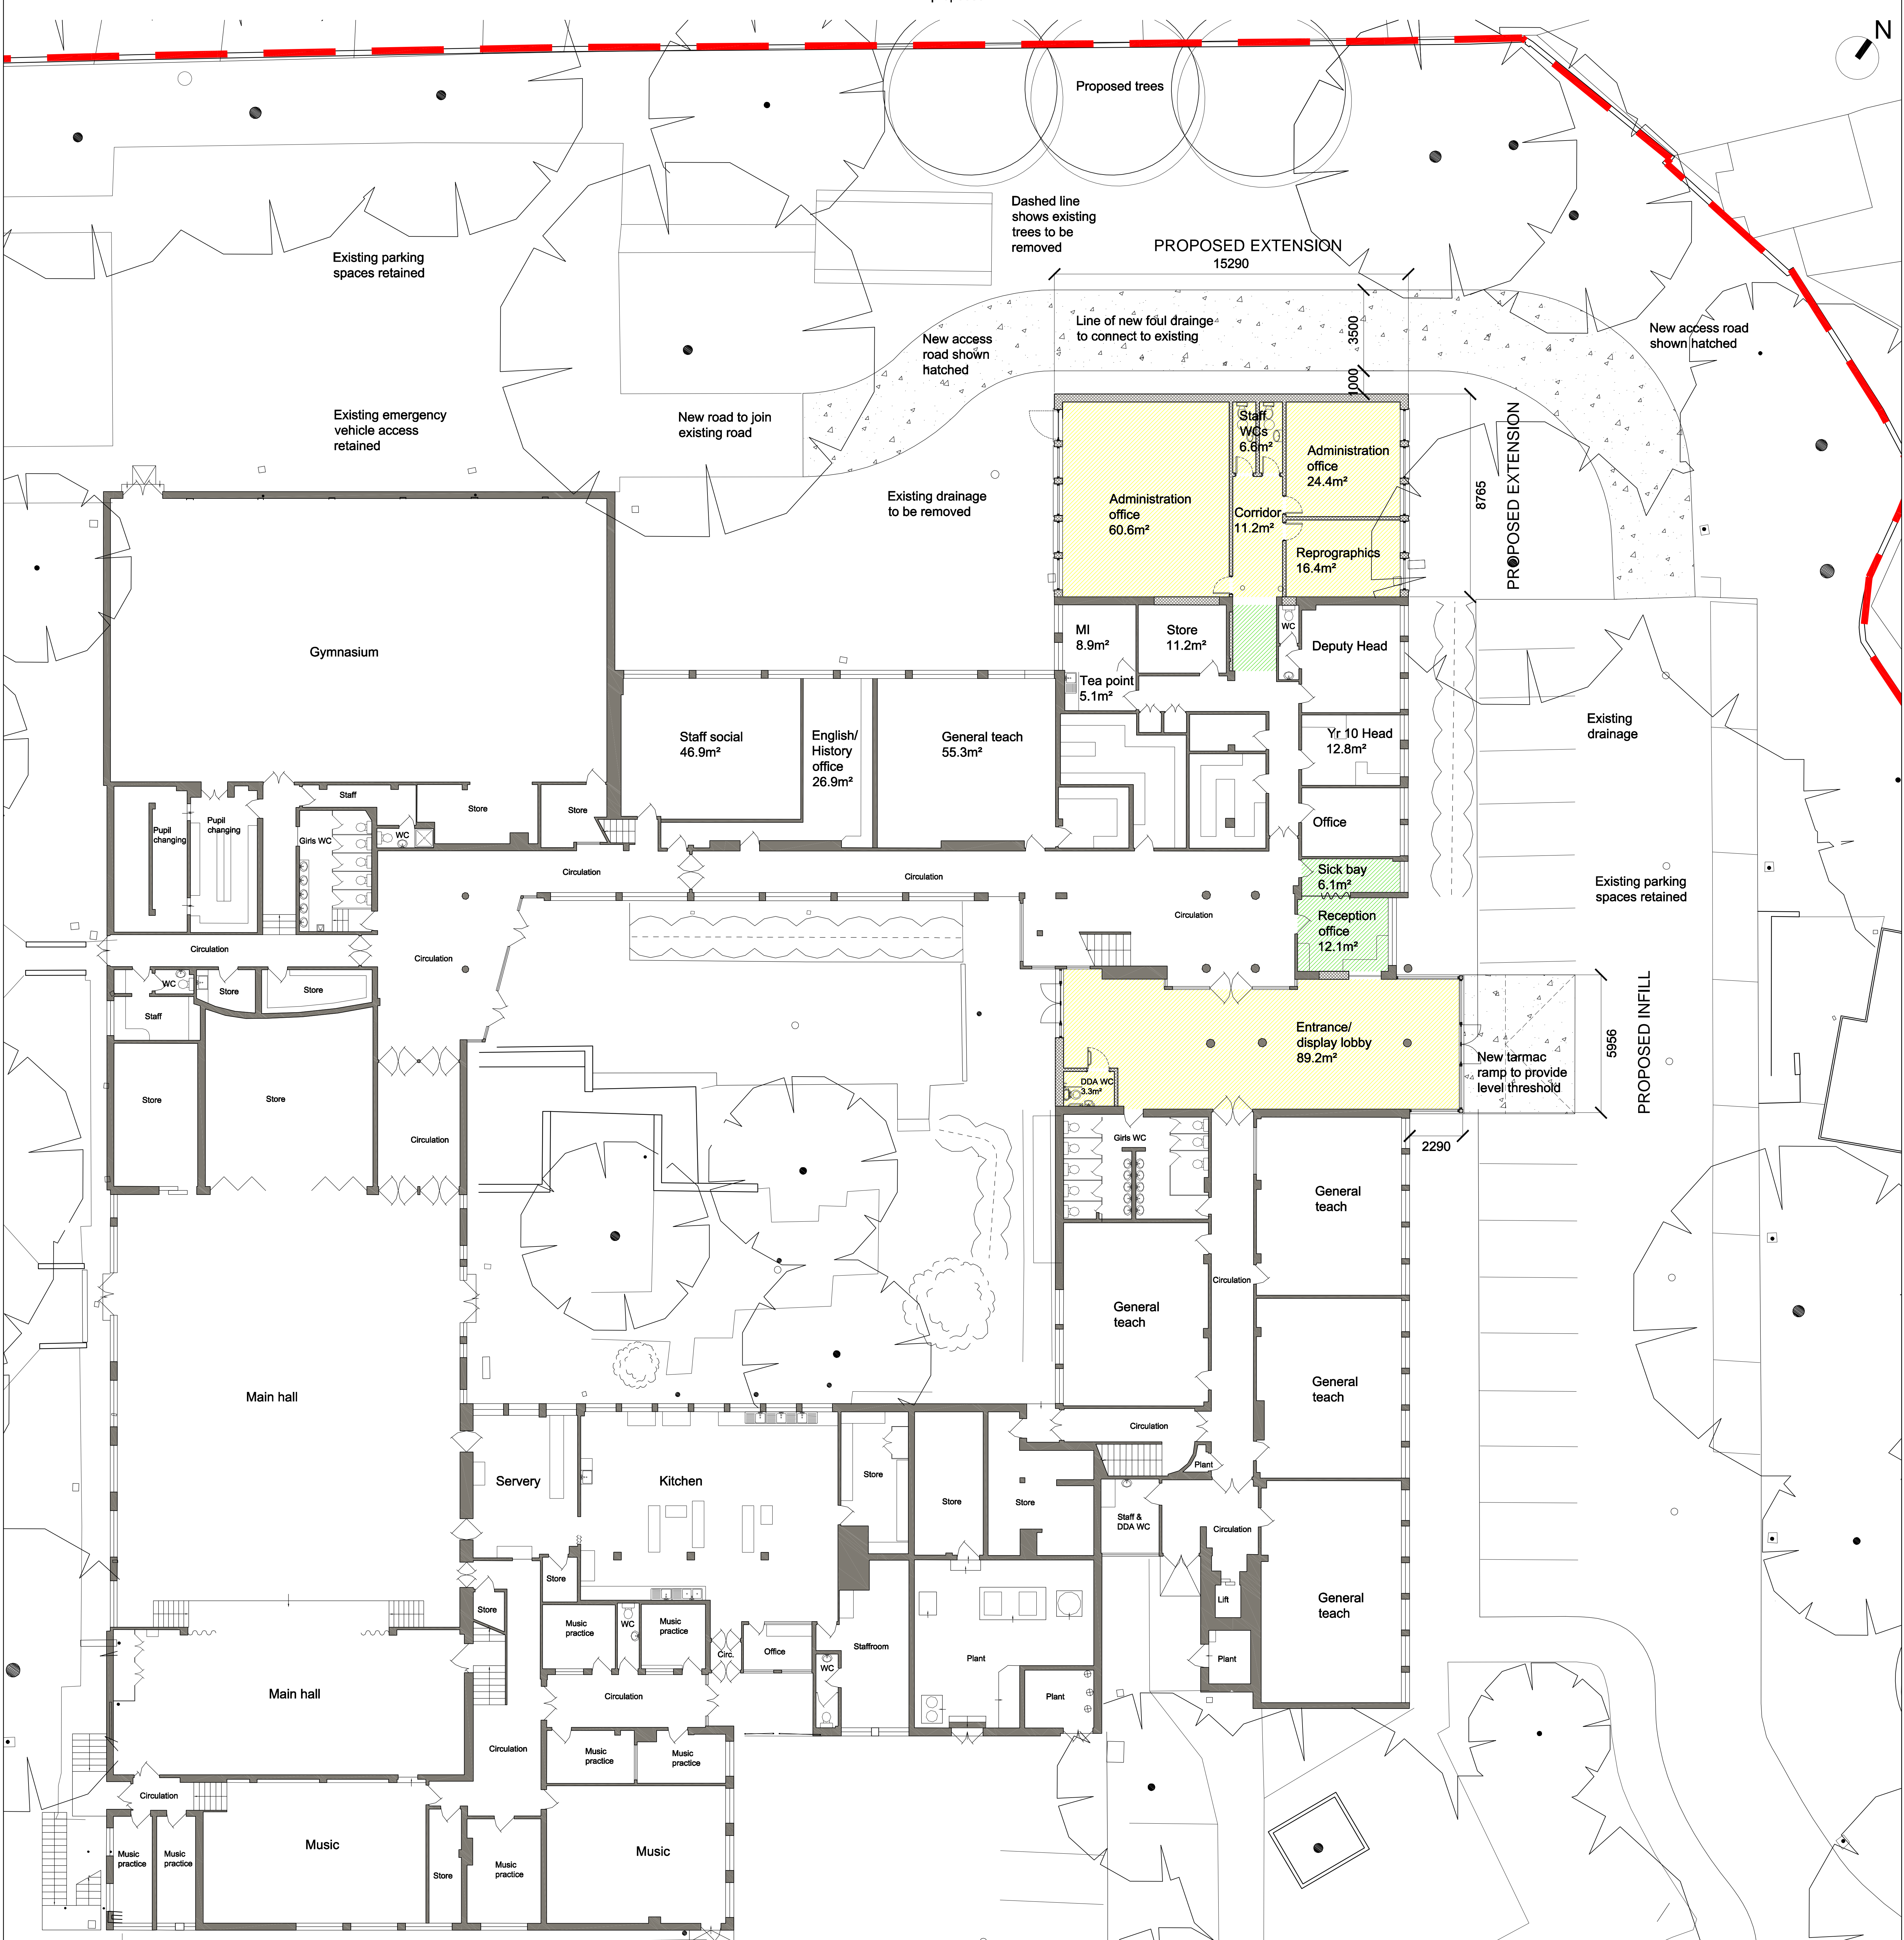 N
Proposed trees
Dashed line
shows existing
trees to be
removed
PROPOSED EXTENSION
15290
Existing parking
spaces retained
Line of new foul drainge
to connect to existing
3500
1000
New access
road shown
hatched
New access road
shown hatched
Existing emergency
vehicle access
retained
New road to join
existing road
Existing drainage
to be removed
Administration
office
60.6m²
Staff
WCs
6.6m²
Corridor
11.2m²
Administration
office
24.4m²
Reprographics
16.4m²
8765
PROPOSED EXTENSION
Gymnasium
MI
8.9m²
Store
11.2m²
WC
Deputy Head
Tea point
5.1m²
Staff social
46.9m²
English/
History
office
26.9m²
General teach
55.3m²
Yr 10 Head
12.8m²
Existing
drainage
Office
Staff
Store
Store
Pupil
changing
Pupil
changing
Girls WC
WC
Circulation
Circulation
Sick bay
6.1m²
Existing parking
spaces retained
Circulation
Reception
office
12.1m²
Circulation
Circulation
WC
Store
Store
Staff
Entrance/
display lobby
89.2m²
New tarmac
ramp to provide
level threshold
5956
PROPOSED INFILL
DDA WC
3.3m²
Store
Store
Circulation
2290
Girls WC
General
teach
Circulation
General
teach
General
teach
Main hall
Circulation
Plant
Servery
Kitchen
Store
Store
Store
Staff &
DDA WC
Circulation
Store
Store
Lift
General
teach
Music
practice
WC
Music
practice
Circ.
Office
Staffroom
WC
Plant
Plant
Plant
Main hall
Circulation
Circulation
Music
practice
Music
practice
Circulation
Music
practice
Music
practice
Music
Store
Music
practice
Music